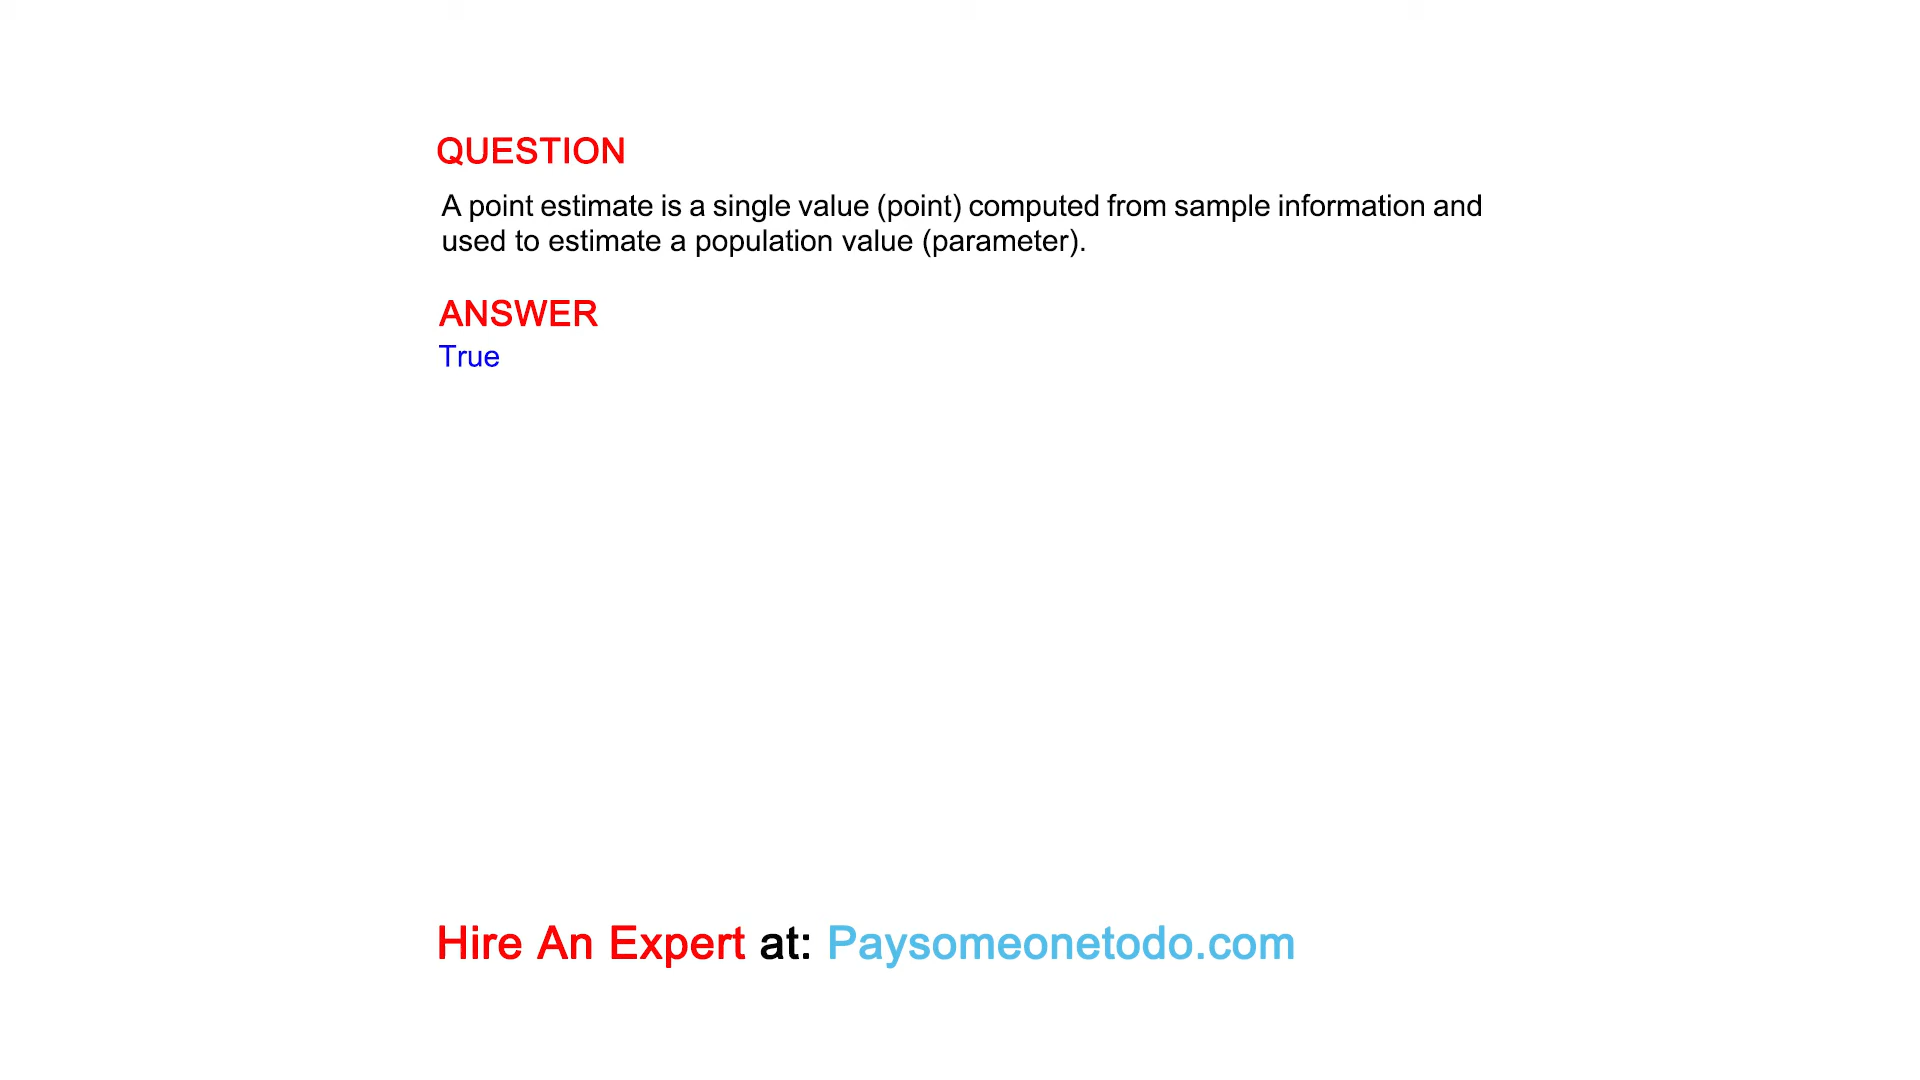 QUESTION
A point estimate is a single value (point) computed from sample information and
used to estimate a population value (parameter).
ANSWER
True
Hire An Expert at: Paysomeonetodo.com